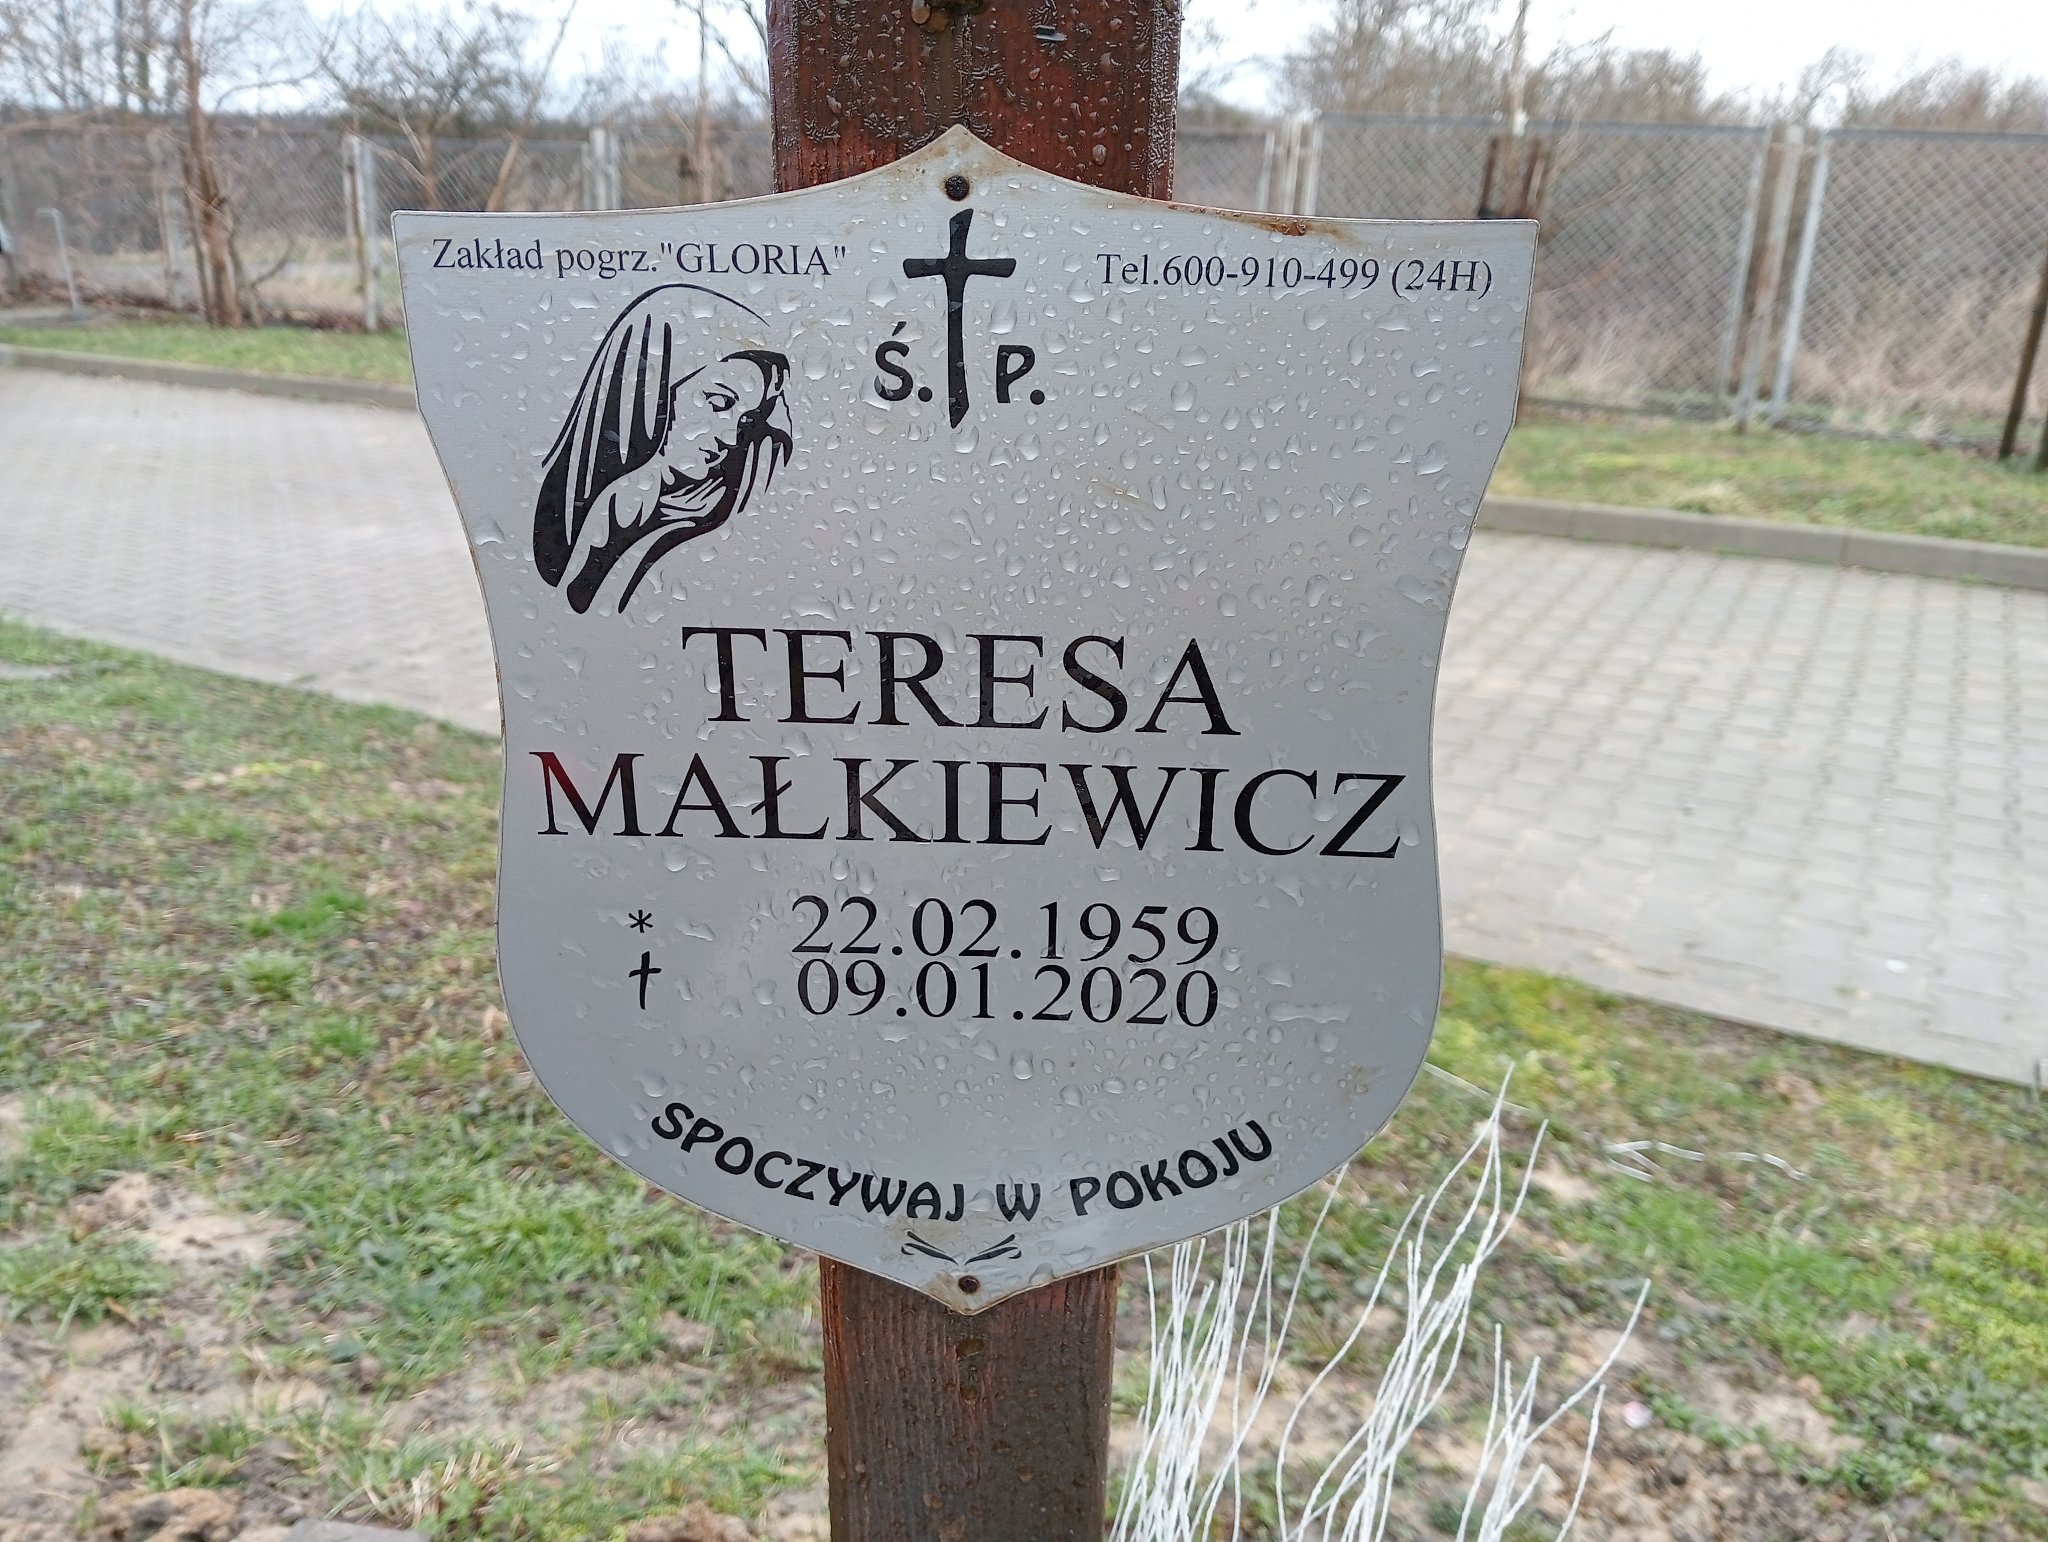 Zakład pogrz."GLORIA"
Tel.600-910-499 (24H)
Ś. P.
TERESA
MAŁKIEWICZ
* 22.02.1959
† 09.01.2020
SPOCZYWAJ W POKOJU